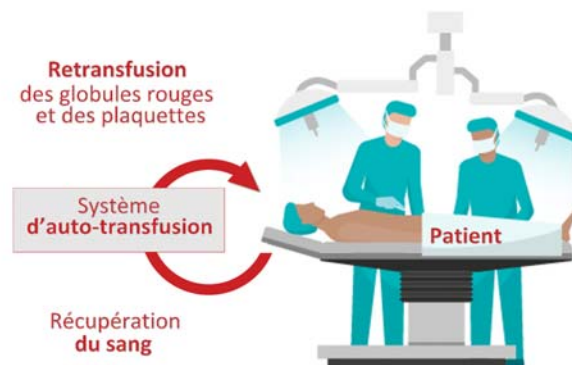 Retransfusion
des globules rouges
et des plaquettes
Système
d'auto-transfusion
Patient
Récupération
du sang